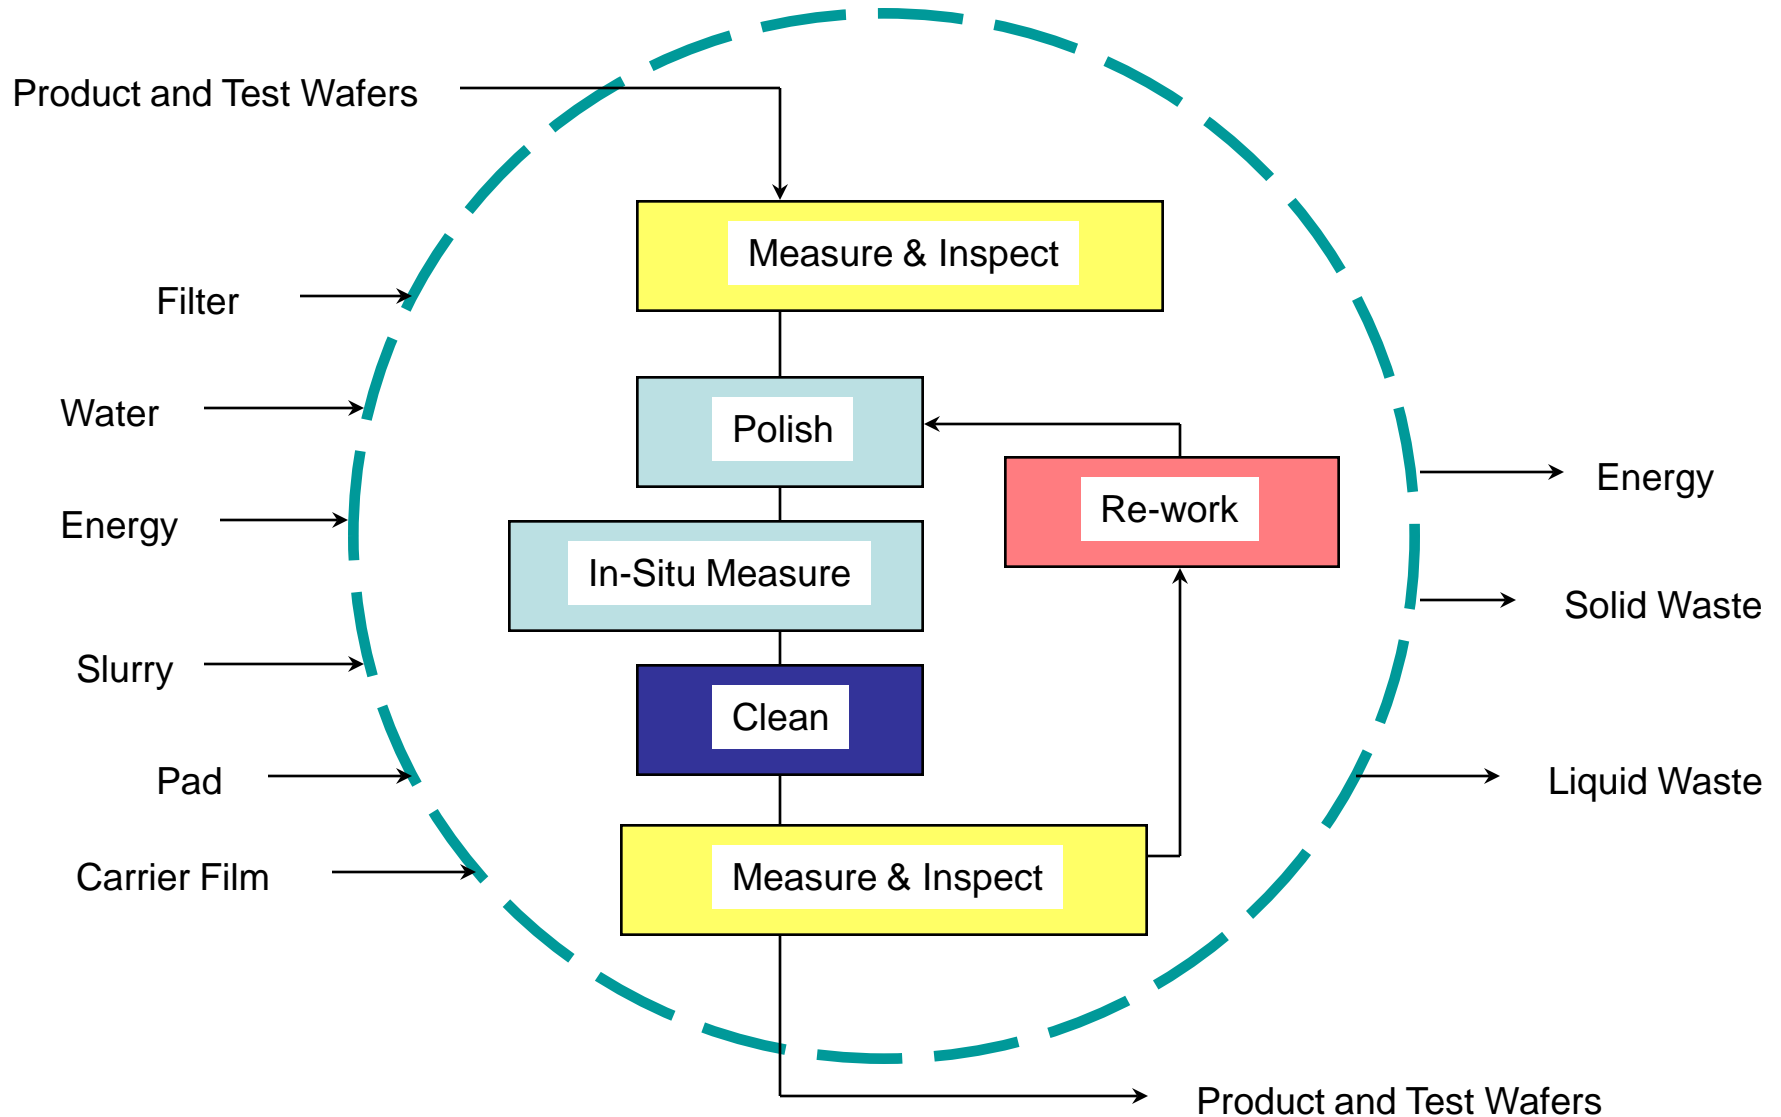 Product and Test Wafers
Measure & Inspect
Filter
Water
Polish
Energy
Re-work
Energy
In-Situ Measure
Solid Waste
Slurry
Clean
Pad
Liquid Waste
Carrier Film
Measure & Inspect
Product and Test Wafers